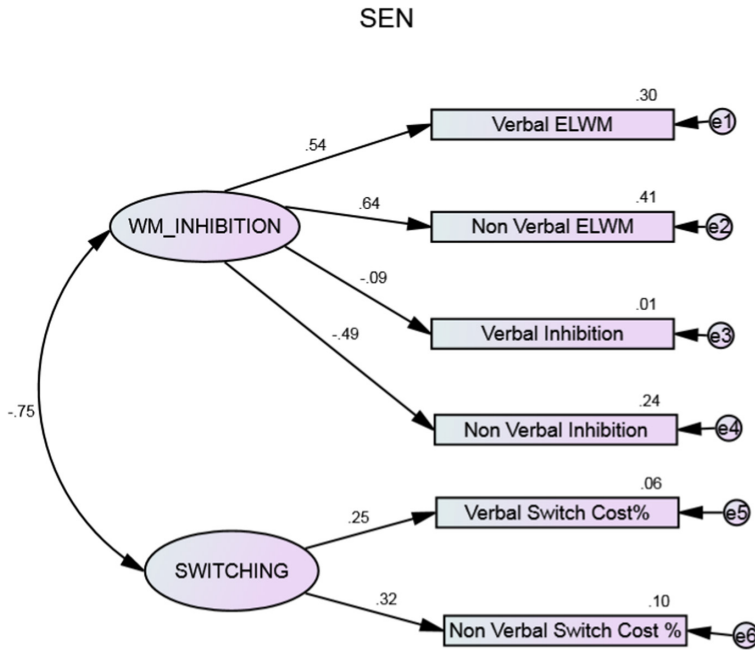 SEN
.30
.54
Verbal ELWM
e1
.41
.64
WM_INHIBITION
Non Verbal ELWM
e2
-.09
.01
Verbal Inhibition
e3
-.49
.24
-.75
Non Verbal Inhibition
e4
.06
.25
Verbal Switch Cost%
e5
SWITCHING
.32
.10
Non Verbal Switch Cost %
e6